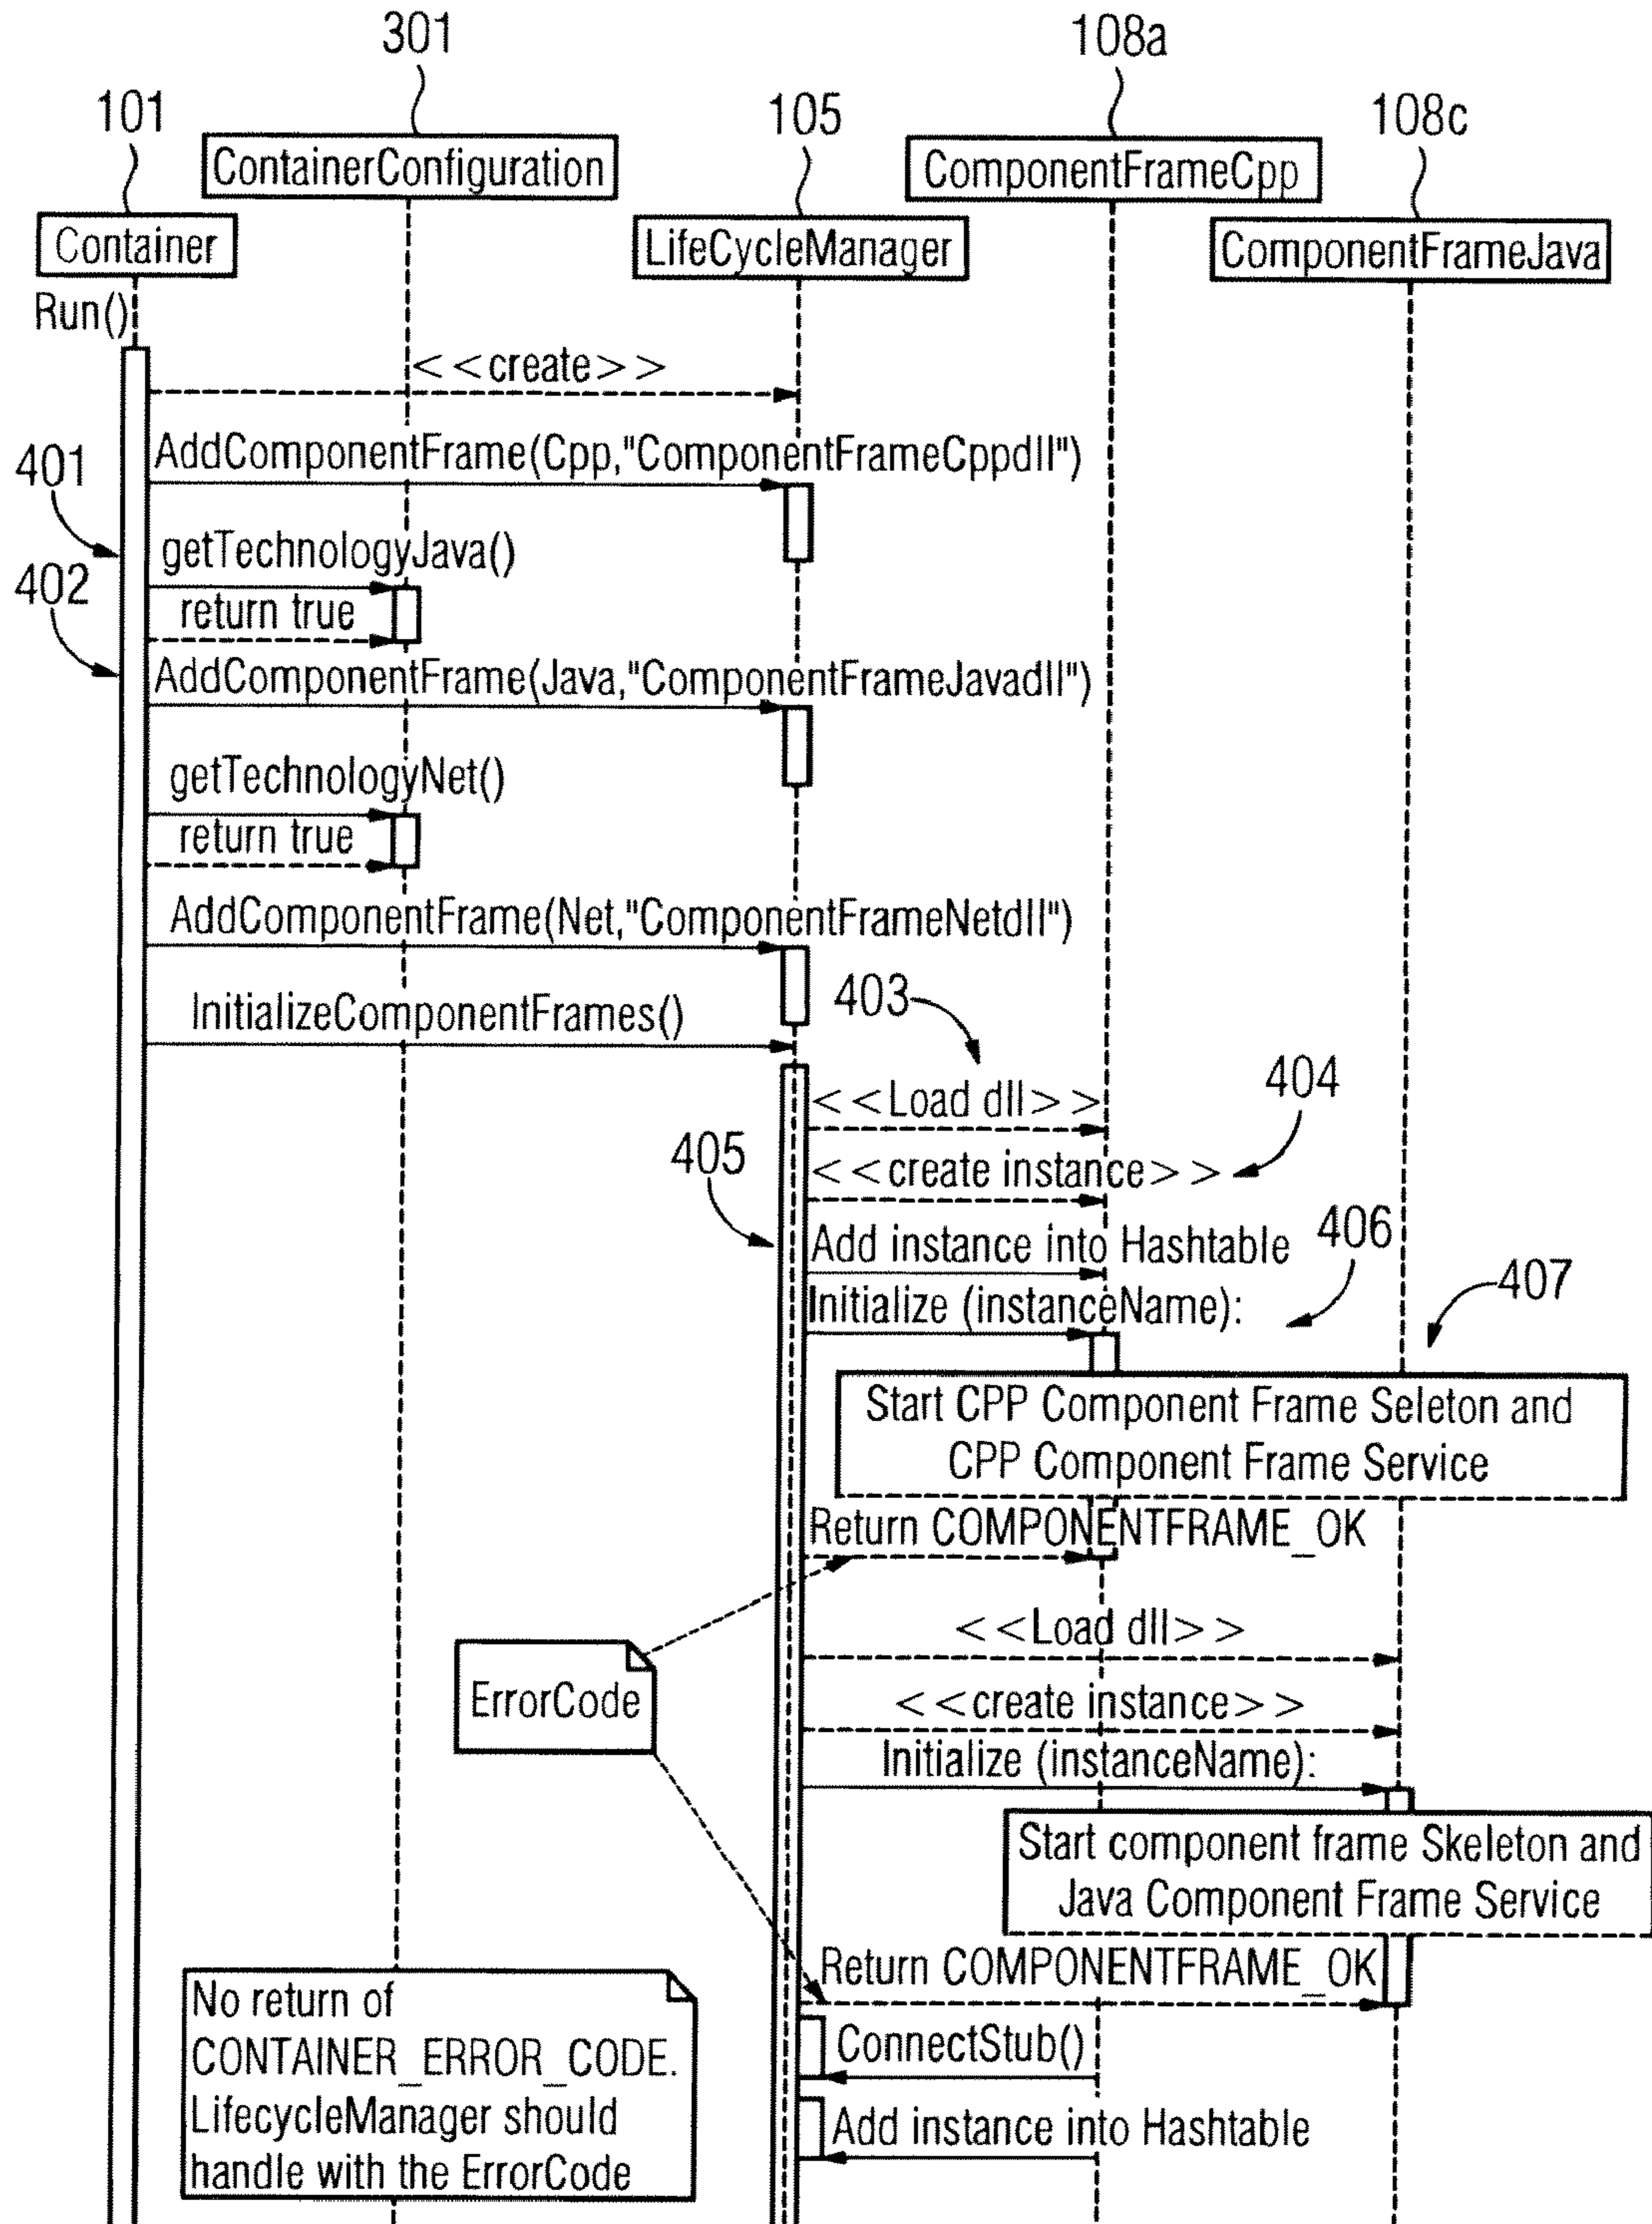 301
108a
101
105
108c
ContainerConfiguration
ComponentFrameCpp
Container
LifeCycleManager
ComponentFrameJava
Run()
<<create>>
AddComponentFrame(Cpp,"ComponentFrameCppdll")
401
getTechnologyJava()
402
return true
AddComponentFrame(Java,"ComponentFrameJavadll")
getTechnologyNet()
return true
AddComponentFrame(Net,"ComponentFrameNetdll")
403
InitializeComponentFrames()
<<Load dll>>
404
405
<<create instance>>
406
Add instance into Hashtable
407
Initialize (instanceName):
Start CPP Component Frame Seleton and
CPP Component Frame Service
Return COMPONENTFRAME_OK
<<Load dll>>
ErrorCode
<<create instance>>
Initialize (instanceName):
Start component frame Skeleton and
Java Component Frame Service
Return COMPONENTFRAME_OK
No return of
CONTAINER_ERROR_CODE.
LifecycleManager should
handle with the ErrorCode
ConnectStub()
Add instance into Hashtable